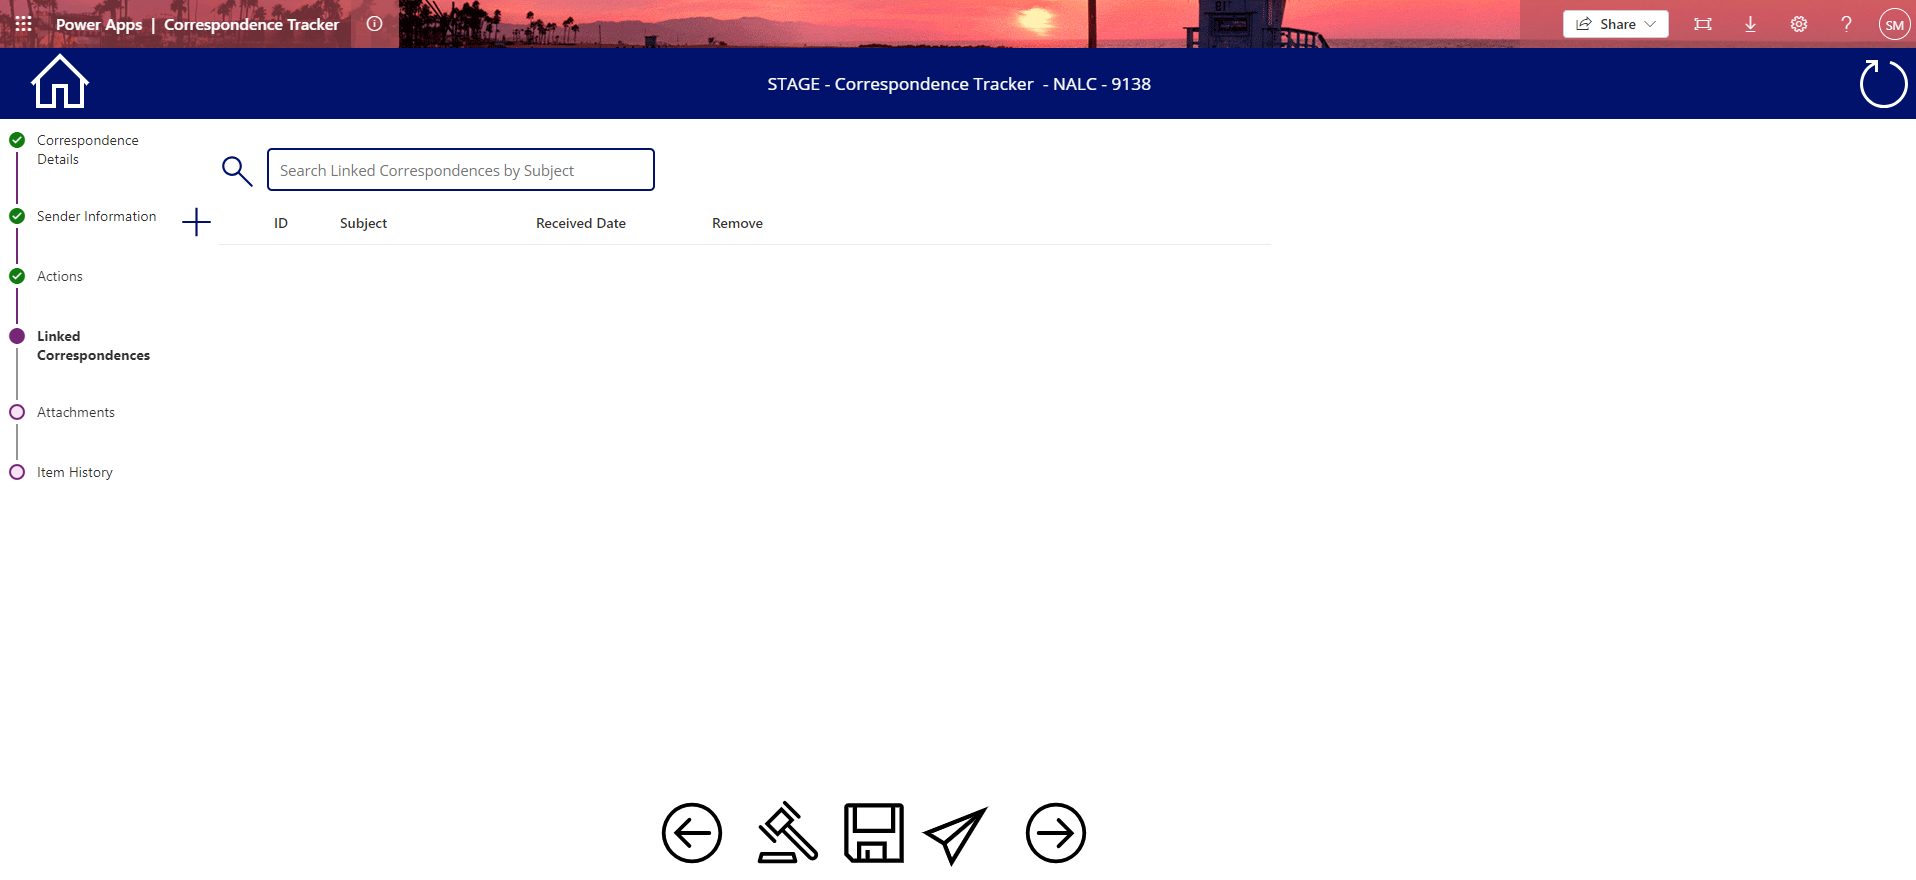 Power Apps | Correspondence Tracker
Share
?
SM
STAGE - Correspondence Tracker - NALC - 9138
Correspondence
Details
Sender Information
Actions
Linked
Correspondences
Attachments
Item History
Search Linked Correspondences by Subject
ID Subject Received Date Remove